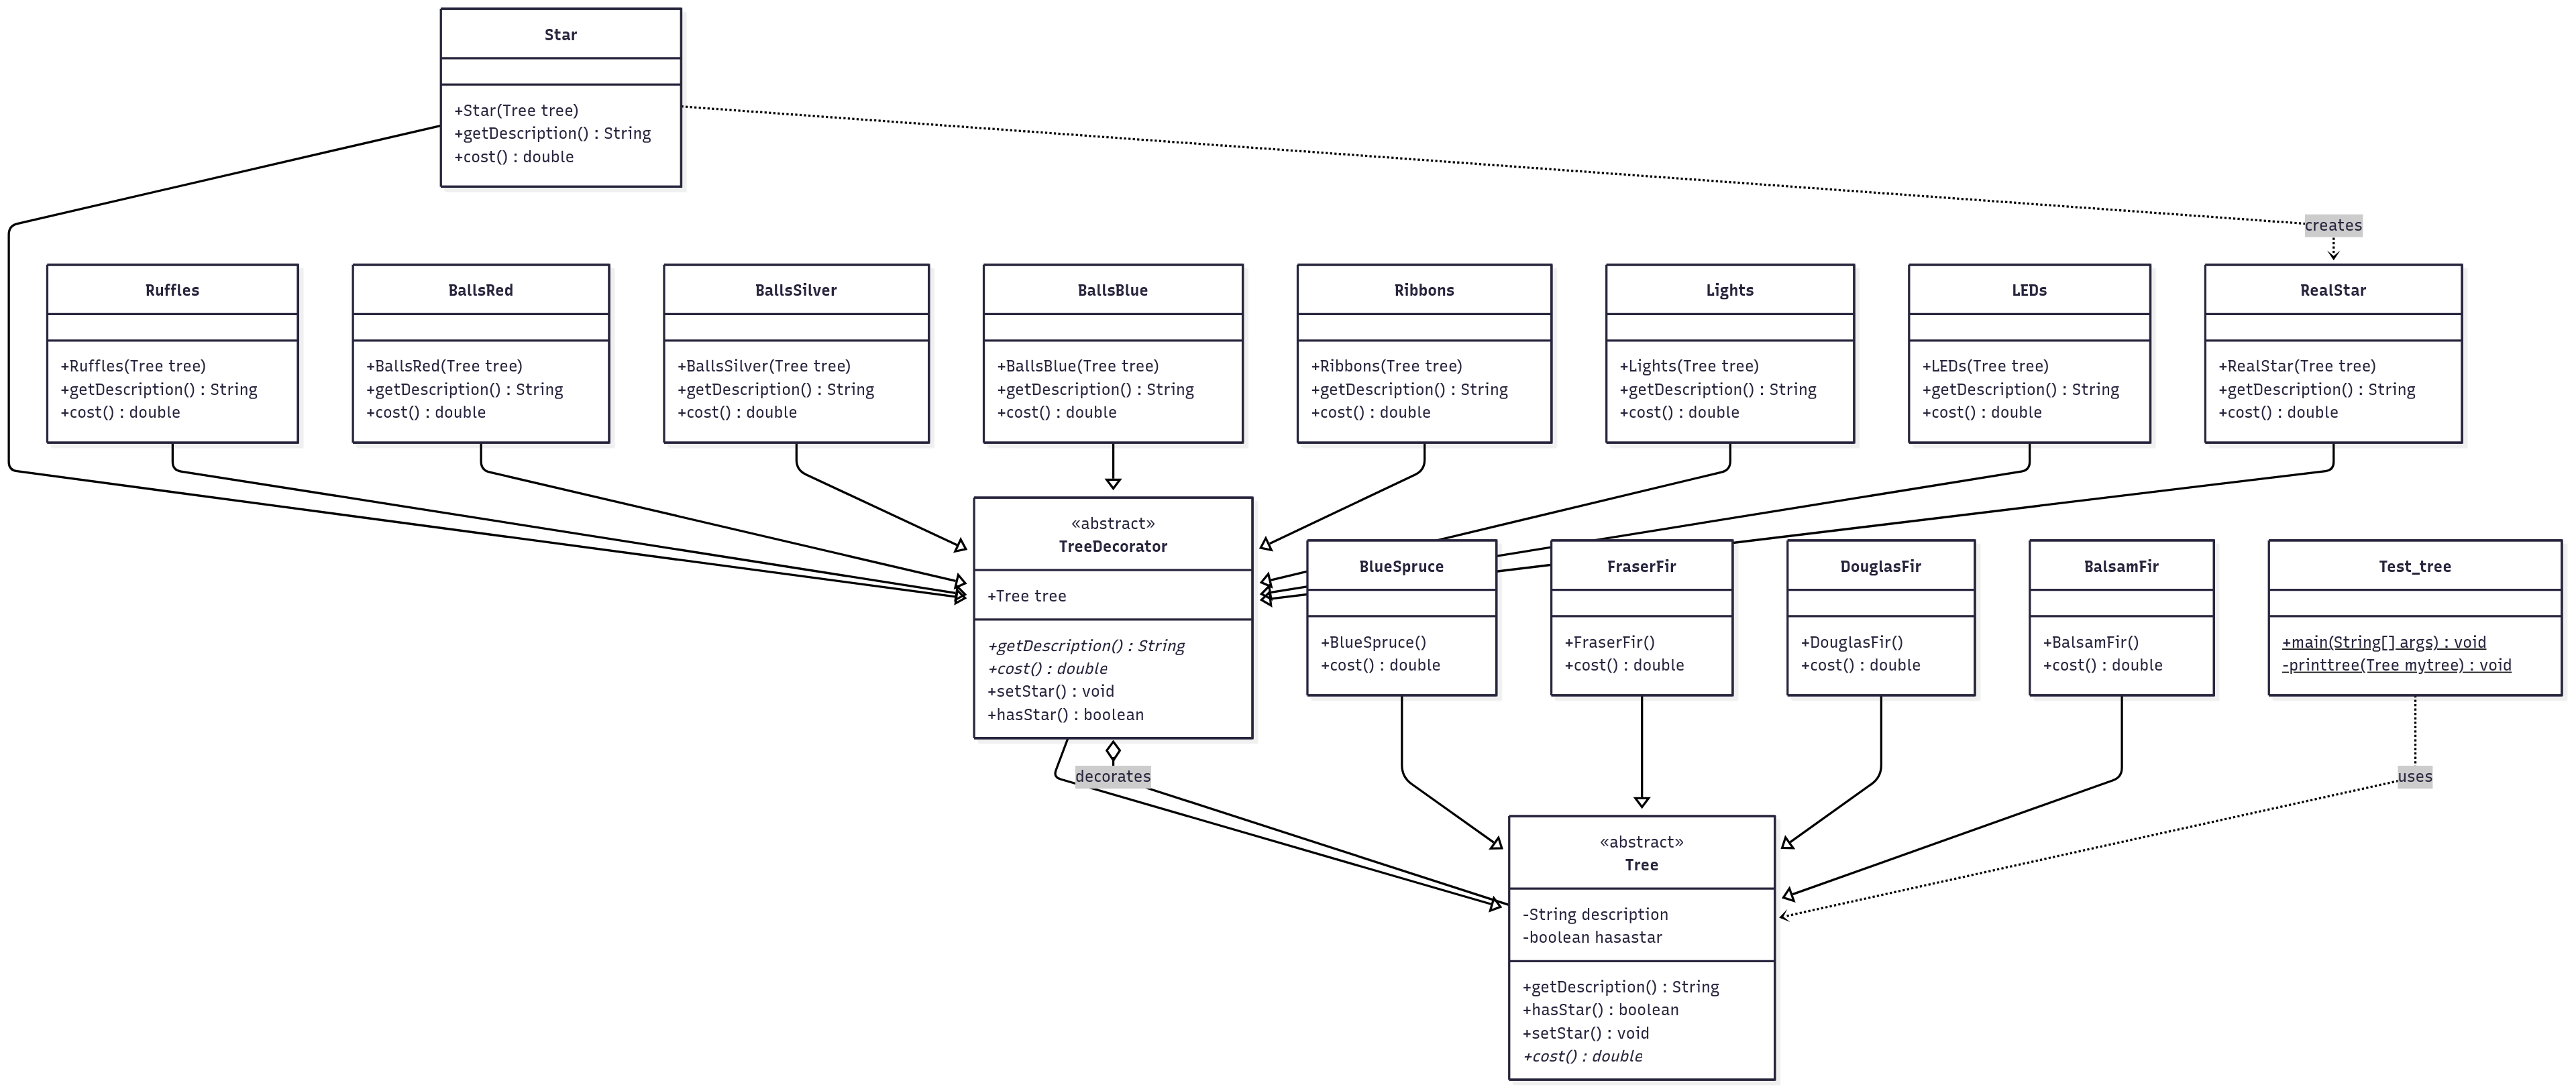 Star
+Star(Tree tree)
+getDescription() : String
+cost() : double
creates
Ruffles
+Ruffles(Tree tree)
+getDescription() : String
+cost() : double
BallsRed
+BallsRed(Tree tree)
+getDescription() : String
+cost() : double
BallsSilver
+BallsSilver(Tree tree)
+getDescription() : String
+cost() : double
BallsBlue
+BallsBlue(Tree tree)
+getDescription() : String
+cost() : double
Ribbons
+Ribbons(Tree tree)
+getDescription() : String
+cost() : double
Lights
+Lights(Tree tree)
+getDescription() : String
+cost() : double
LEDs
+LEDs(Tree tree)
+getDescription() : String
+cost() : double
RealStar
+RealStar(Tree tree)
+getDescription() : String
+cost() : double
«abstract»
TreeDecorator
+Tree tree
+getDescription() : String
+cost() : double
+setStar() : void
+hasStar() : boolean
BlueSpruce
+BlueSpruce()
+cost() : double
FraserFir
+FraserFir()
+cost() : double
DouglasFir
+DouglasFir()
+cost() : double
BalsamFir
+BalsamFir()
+cost() : double
Test_tree
+main(String[] args) : void
-printtree(Tree mytree) : void
decorates
uses
«abstract»
Tree
-String description
-boolean hasastar
+getDescription() : String
+hasStar() : boolean
+setStar() : void
+cost() : double